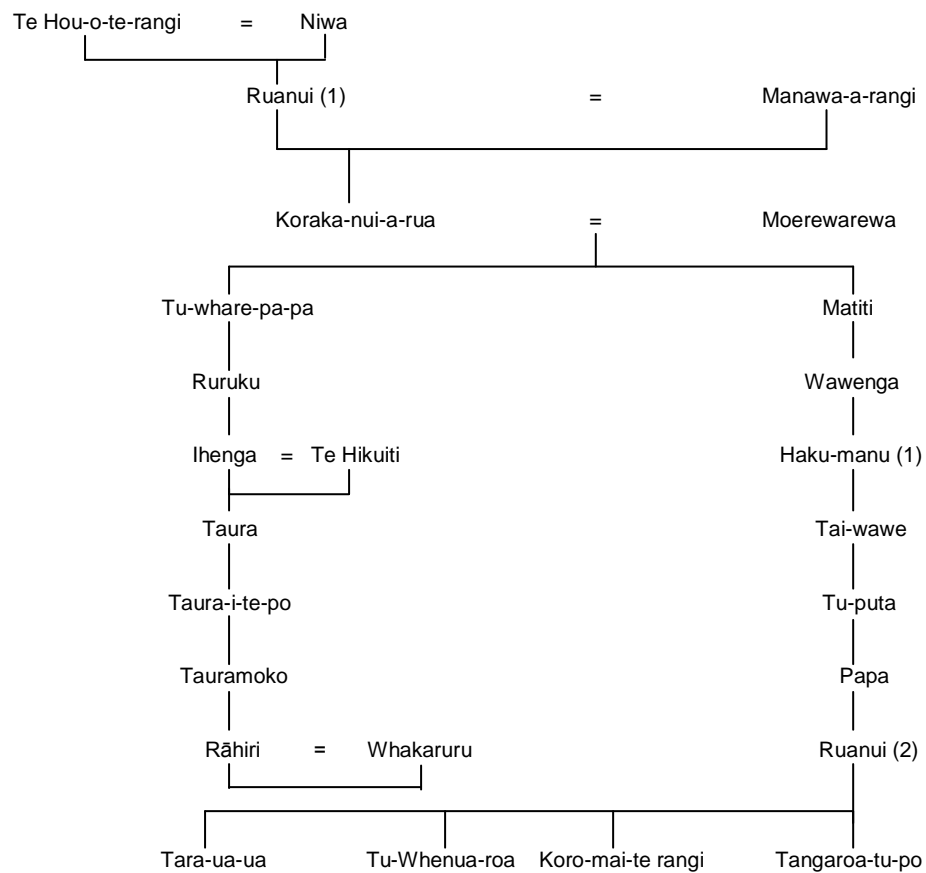 Te Hou-o-te-rangi = Niwa
Ruanui (1) = Manawa-a-rangi
Koraka-nui-a-rua = Moerewarewa
Tu-whare-pa-pa Matiti
Ruruku Wawenga
Ihenga = Te Hikuiti Haku-manu (1)
Taura Tai-wawe
Taura-i-te-po Tu-puta
Tauramoko Papa
Rāhiri = Whakaruru Ruanui (2)
Tara-ua-ua Tu-Whenua-roa Koro-mai-te rangi Tangaroa-tu-po